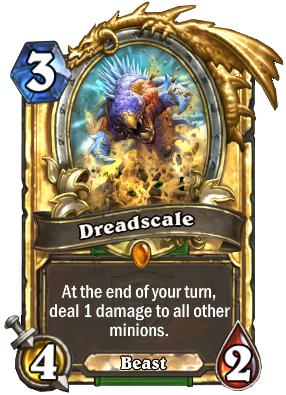 3
Dreadscale
At the end of your turn,
deal 1 damage to all other
minions.
4
Beast
2